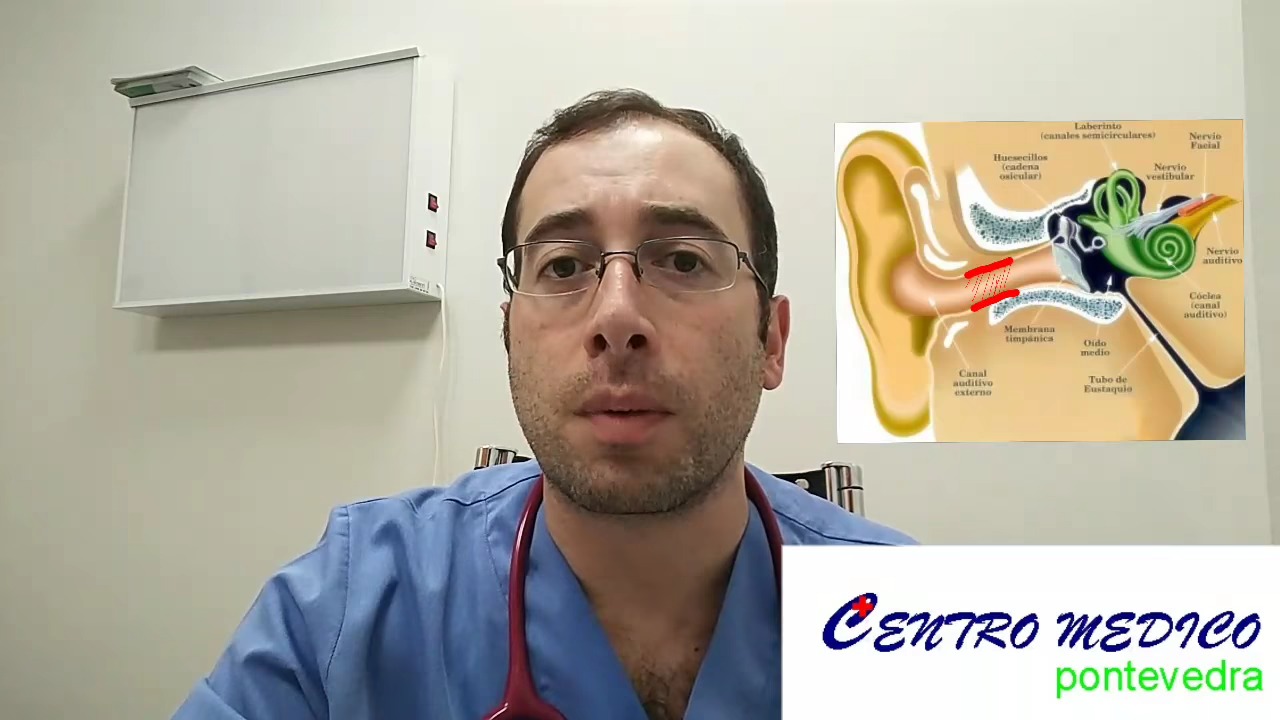 Laberinto
(canales semicirculares)
Nervio
Facial
Huesecillos
(cadena
osicular)
Nervio
vestibular
Nervio
auditivo
Cóclea
(canal
auditivo)
Membrana
timpánica
Oído
medio
Canal
auditivo
externo
Tubo de
Eustaquio
CENTRO MEDICO
pontevedra